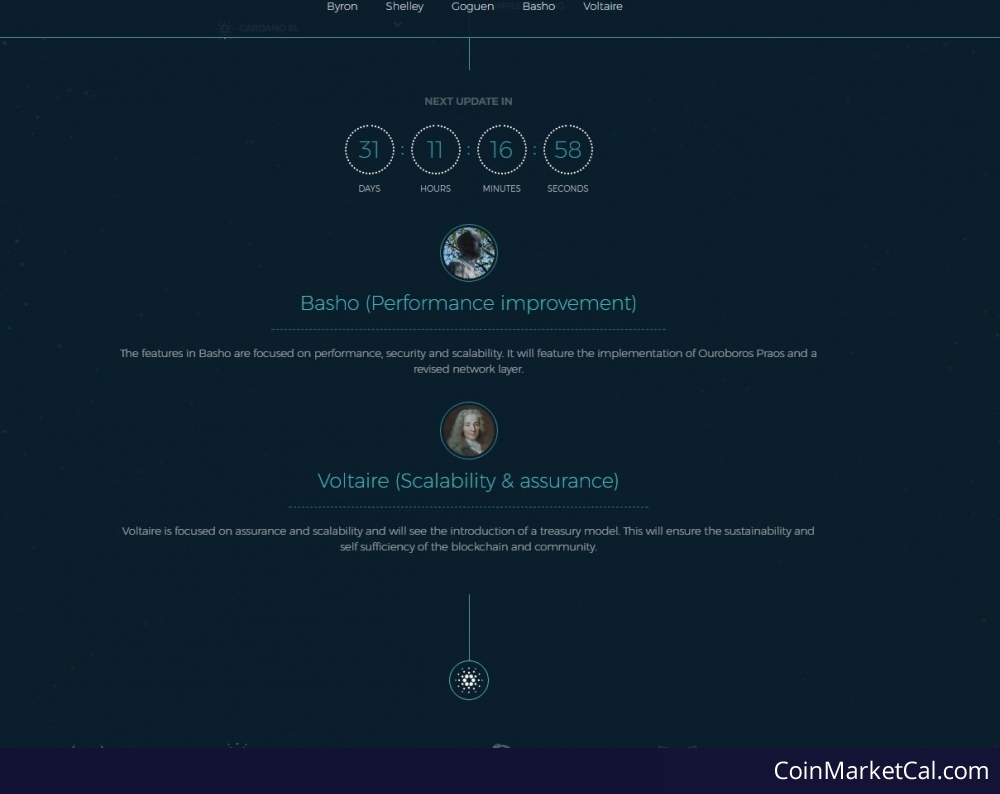 Byron Shelley Goguen Basho Voltaire
CARDANO SL
NEXT UPDATE IN
31 : 11 : 16 : 58
DAYS HOURS MINUTES SECONDS
Basho (Performance improvement)
The features in Basho are focused on performance, security and scalability. It will feature the implementation of Ouroboros Praos and a
revised network layer.
Voltaire (Scalability & assurance)
Voltaire is focused on assurance and scalability and will see the introduction of a treasury model. This will ensure the sustainability and
self sufficiency of the blockchain and community.
CoinMarketCal.com